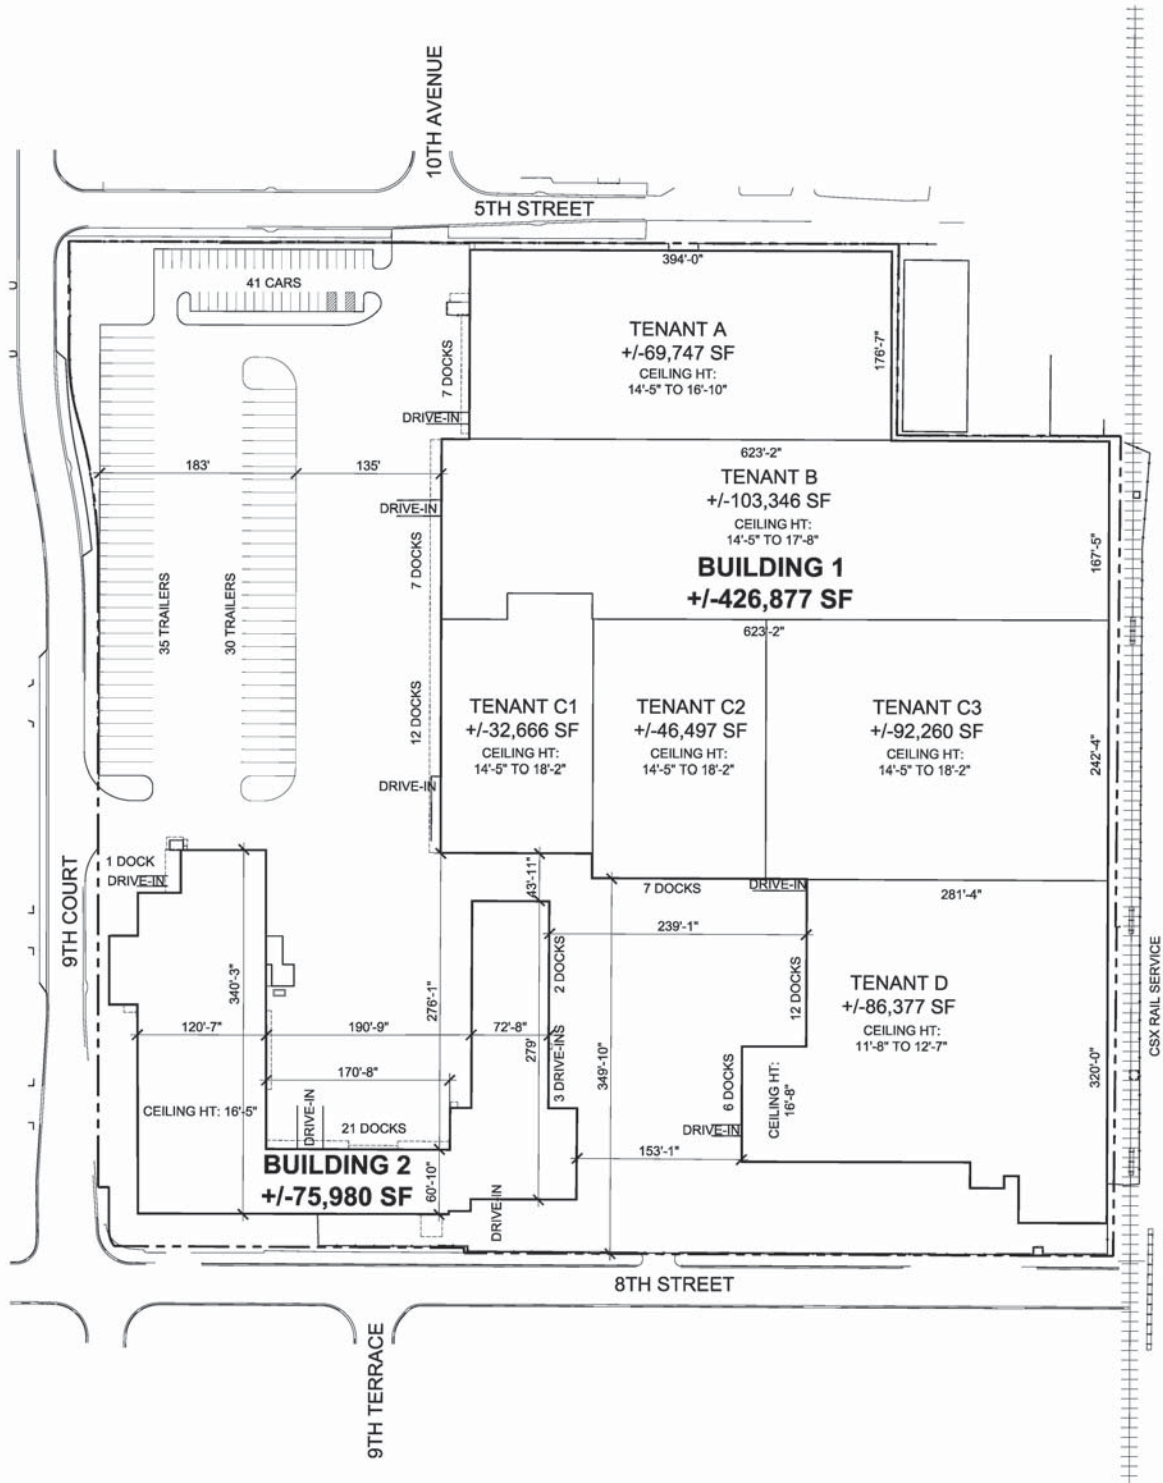 10TH AVENUE
5TH STREET
394'-0"
41 CARS
TENANT A
+/-69,747 SF
CEILING HT:
14'-5" TO 16'-10"
176'-7"
7 DOCKS
DRIVE-IN
623'-2"
183'
135'
TENANT B
+/-103,346 SF
CEILING HT:
14'-5" TO 17'-8"
DRIVE-IN
7 DOCKS
167'-5"
BUILDING 1
+/-426,877 SF
35 TRAILERS
30 TRAILERS
623'-2"
12 DOCKS
TENANT C1
+/-32,666 SF
CEILING HT:
14'-5" TO 18'-2"
TENANT C2
+/-46,497 SF
CEILING HT:
14'-5" TO 18'-2"
TENANT C3
+/-92,260 SF
CEILING HT:
14'-5" TO 18'-2"
242'-4"
DRIVE-IN
9TH COURT
1 DOCK
DRIVE-IN
43'-11"
7 DOCKS
DRIVE-IN
281'-4"
239'-1"
340'-3"
276'-1"
2 DOCKS
12 DOCKS
TENANT D
+/-86,377 SF
CEILING HT:
11'-8" TO 12'-7"
CSX RAIL SERVICE
120'-7"
190'-9"
72'-8"
279'
3 DRIVE-INS
349'-10"
320'-0"
170'-8"
6 DOCKS
CEILING HT:
16'-8"
CEILING HT: 16'-5"
DRIVE-IN
21 DOCKS
DRIVE-IN
153'-1"
BUILDING 2
+/-75,980 SF
60'-10"
DRIVE-IN
8TH STREET
9TH TERRACE